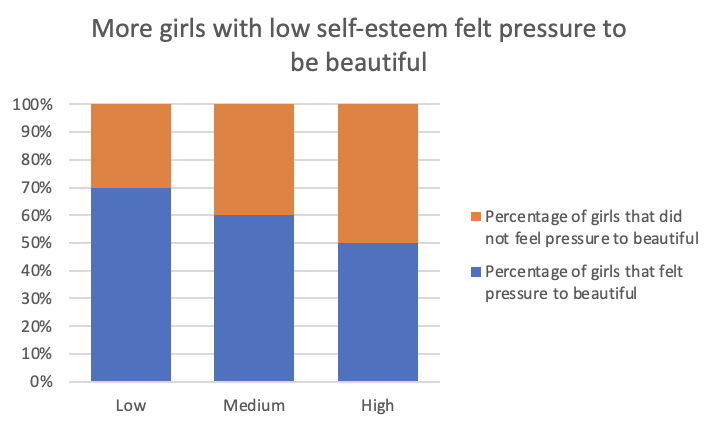 More girls with low self-esteem felt pressure to
be beautiful
100%
90%
80%
70%
60%
50%
40%
30%
20%
10%
0%
Low
Medium
High
Percentage of girls that did
not feel pressure to beautiful
Percentage of girls that felt
pressure to beautiful